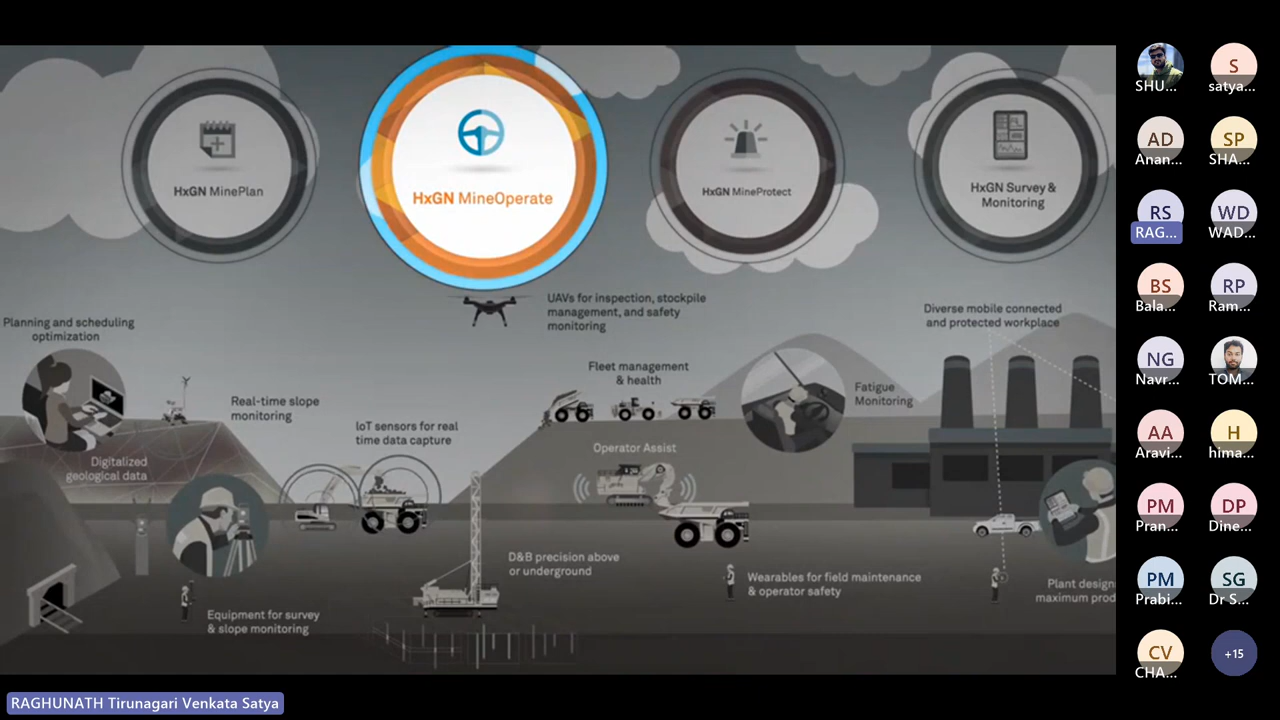 HxGN MinePlan
HxGN MineOperate
HxGN MineProtect
HxGN Survey &
Monitoring
UAVs for inspection, stockpile
management, and safety
monitoring
Diverse mobile connected
and protected workplace
Planning and scheduling
optimization
Fleet management
& health
Fatigue
Monitoring
Real-time slope
monitoring
IoT sensors for real
time data capture
Operator Assist
Digitalized
geological data
D&B precision above
or underground
Wearables for field maintenance
& operator safety
Plant design
maximum prod
Equipment for survey
& slope monitoring
SHU...
S
satya...
AD
Anan...
SP
SHA...
RS
RAG...
WD
WAD...
BS
Bala...
RP
Ram...
NG
Navr...
TOM...
AA
Aravi...
H
hima...
PM
Pran...
DP
Dine...
PM
Prabi...
SG
Dr S...
CV
CHA...
+15
RAGHUNATH Tirunagari Venkata Satya